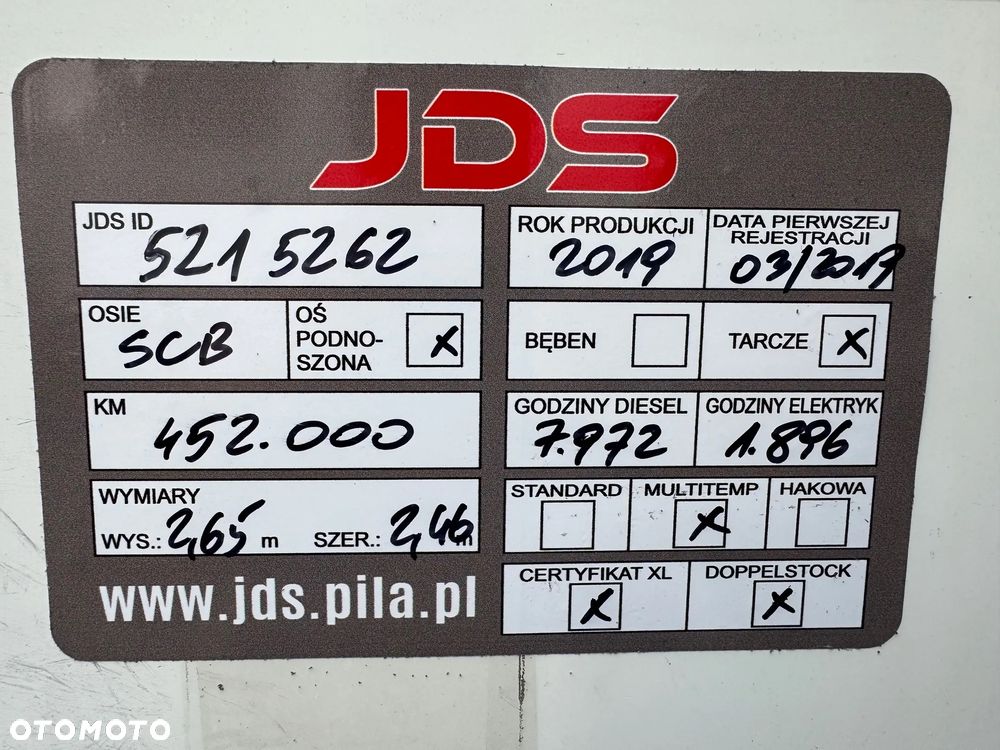 JDS
JDS ID
521 5262
ROK PRODUKCJI
2019
DATA PIERWSZEJ
REJESTRACJI
03/2019
OSIE
SCB
OŚ
PODNO-
SZONA
X
BĘBEN
TARCZE
X
KM
452.000
GODZINY DIESEL
7.972
GODZINY ELEKTRYK
1.896
WYMIARY
WYS.: 2,65 m SZER.: 2,46 m
STANDARD
MULTITEMP
X
HAKOWA
CERTYFIKAT XL
X
DOPPELSTOCK
X
www.jds.pila.pl
OTOMOTO